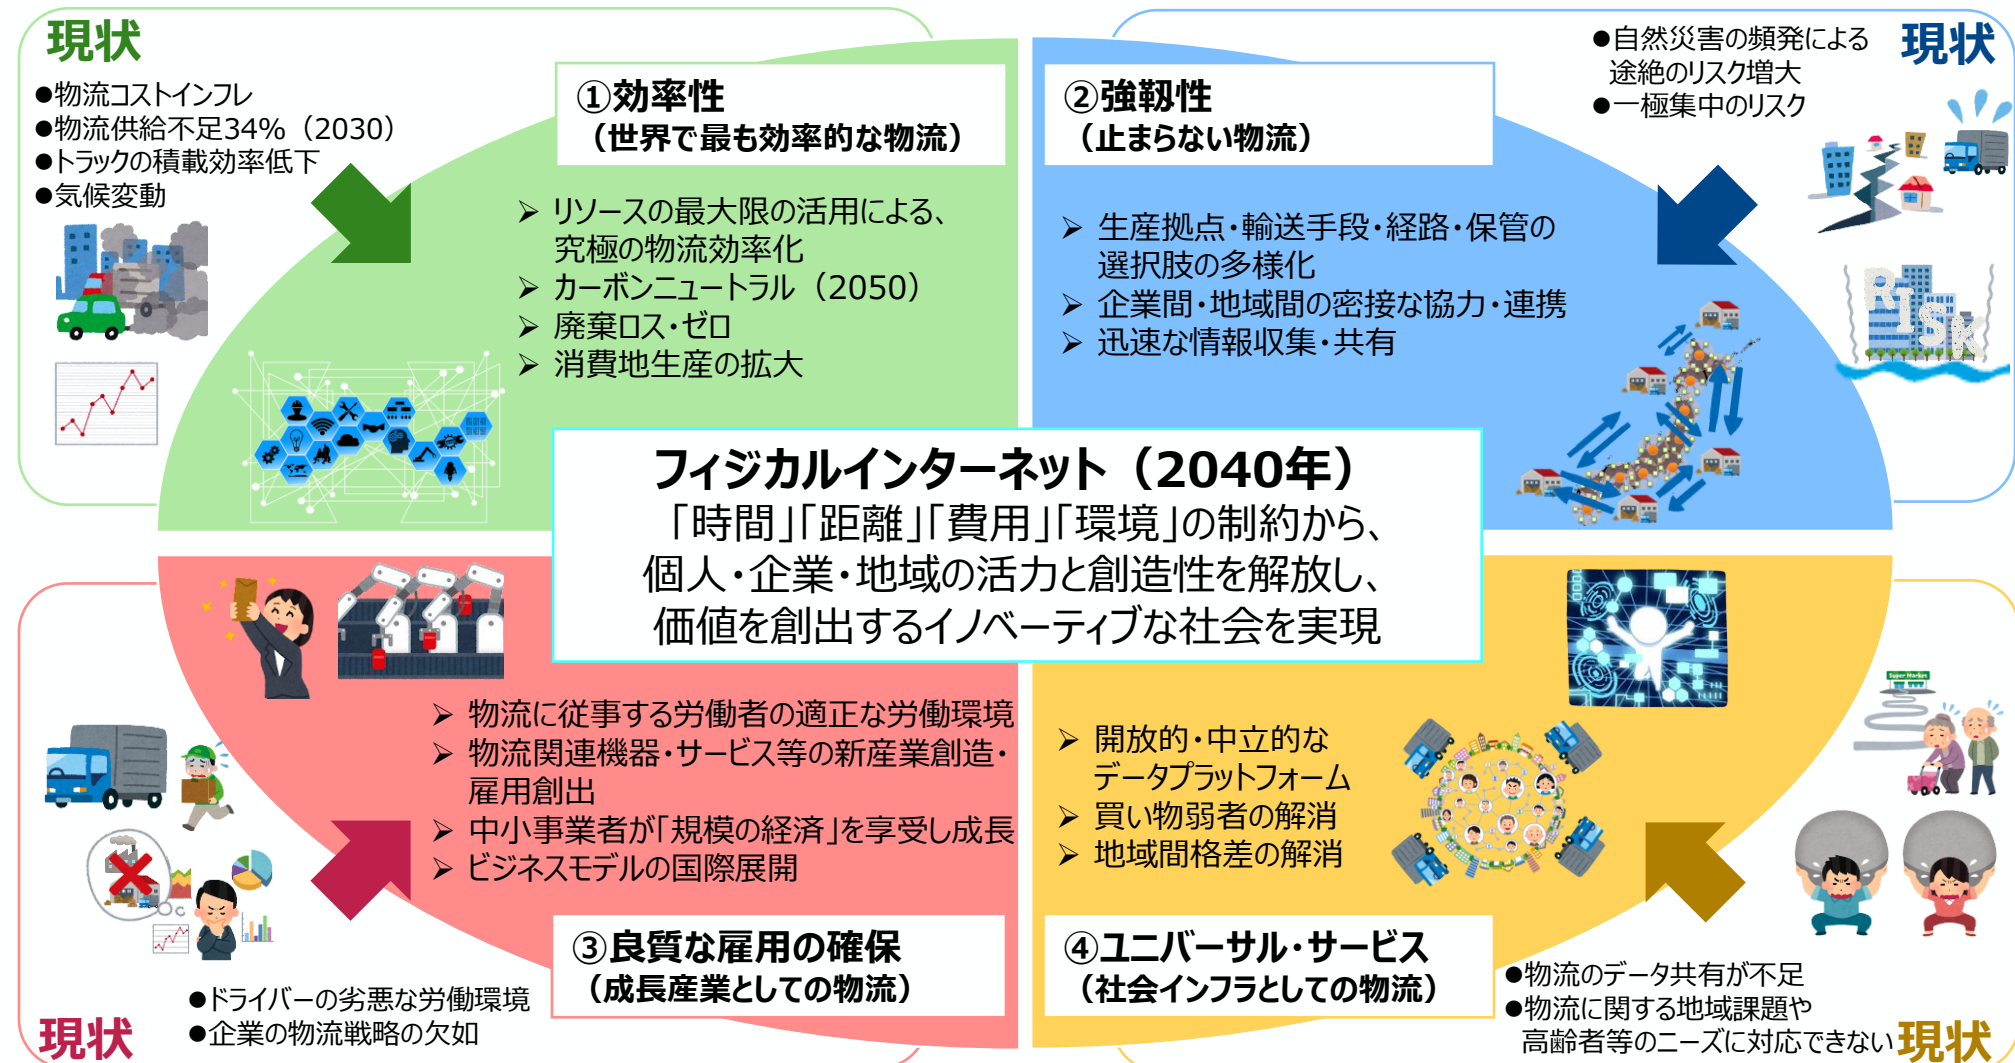 現状
●物流コストインフレ
●物流供給不足34%（2030）
●トラックの積載効率低下
●気候変動
①効率性
（世界で最も効率的な物流）
➢ リソースの最大限の活用による、
究極の物流効率化
➢ カーボンニュートラル（2050）
➢ 廃棄ロス・ゼロ
➢ 消費地生産の拡大
②強靱性
（止まらない物流）
➢ 生産拠点・輸送手段・経路・保管の
選択肢の多様化
➢ 企業間・地域間の密接な協力・連携
➢ 迅速な情報収集・共有
現状
●自然災害の頻発による
途絶のリスク増大
●一極集中のリスク
RISK
フィジカルインターネット（2040年）
「時間」「距離」「費用」「環境」の制約から、
個人・企業・地域の活力と創造性を解放し、
価値を創出するイノベーティブな社会を実現
➢ 物流に従事する労働者の適正な労働環境
➢ 物流関連機器・サービス等の新産業創造・
雇用創出
➢ 中小事業者が「規模の経済」を享受し成長
➢ ビジネスモデルの国際展開
③良質な雇用の確保
（成長産業としての物流）
現状
●ドライバーの劣悪な労働環境
●企業の物流戦略の欠如
➢ 開放的・中立的な
データプラットフォーム
➢ 買い物弱者の解消
➢ 地域間格差の解消
④ユニバーサル・サービス
（社会インフラとしての物流）
Super Market
●物流のデータ共有が不足
●物流に関する地域課題や
高齢者等のニーズに対応できない
現状